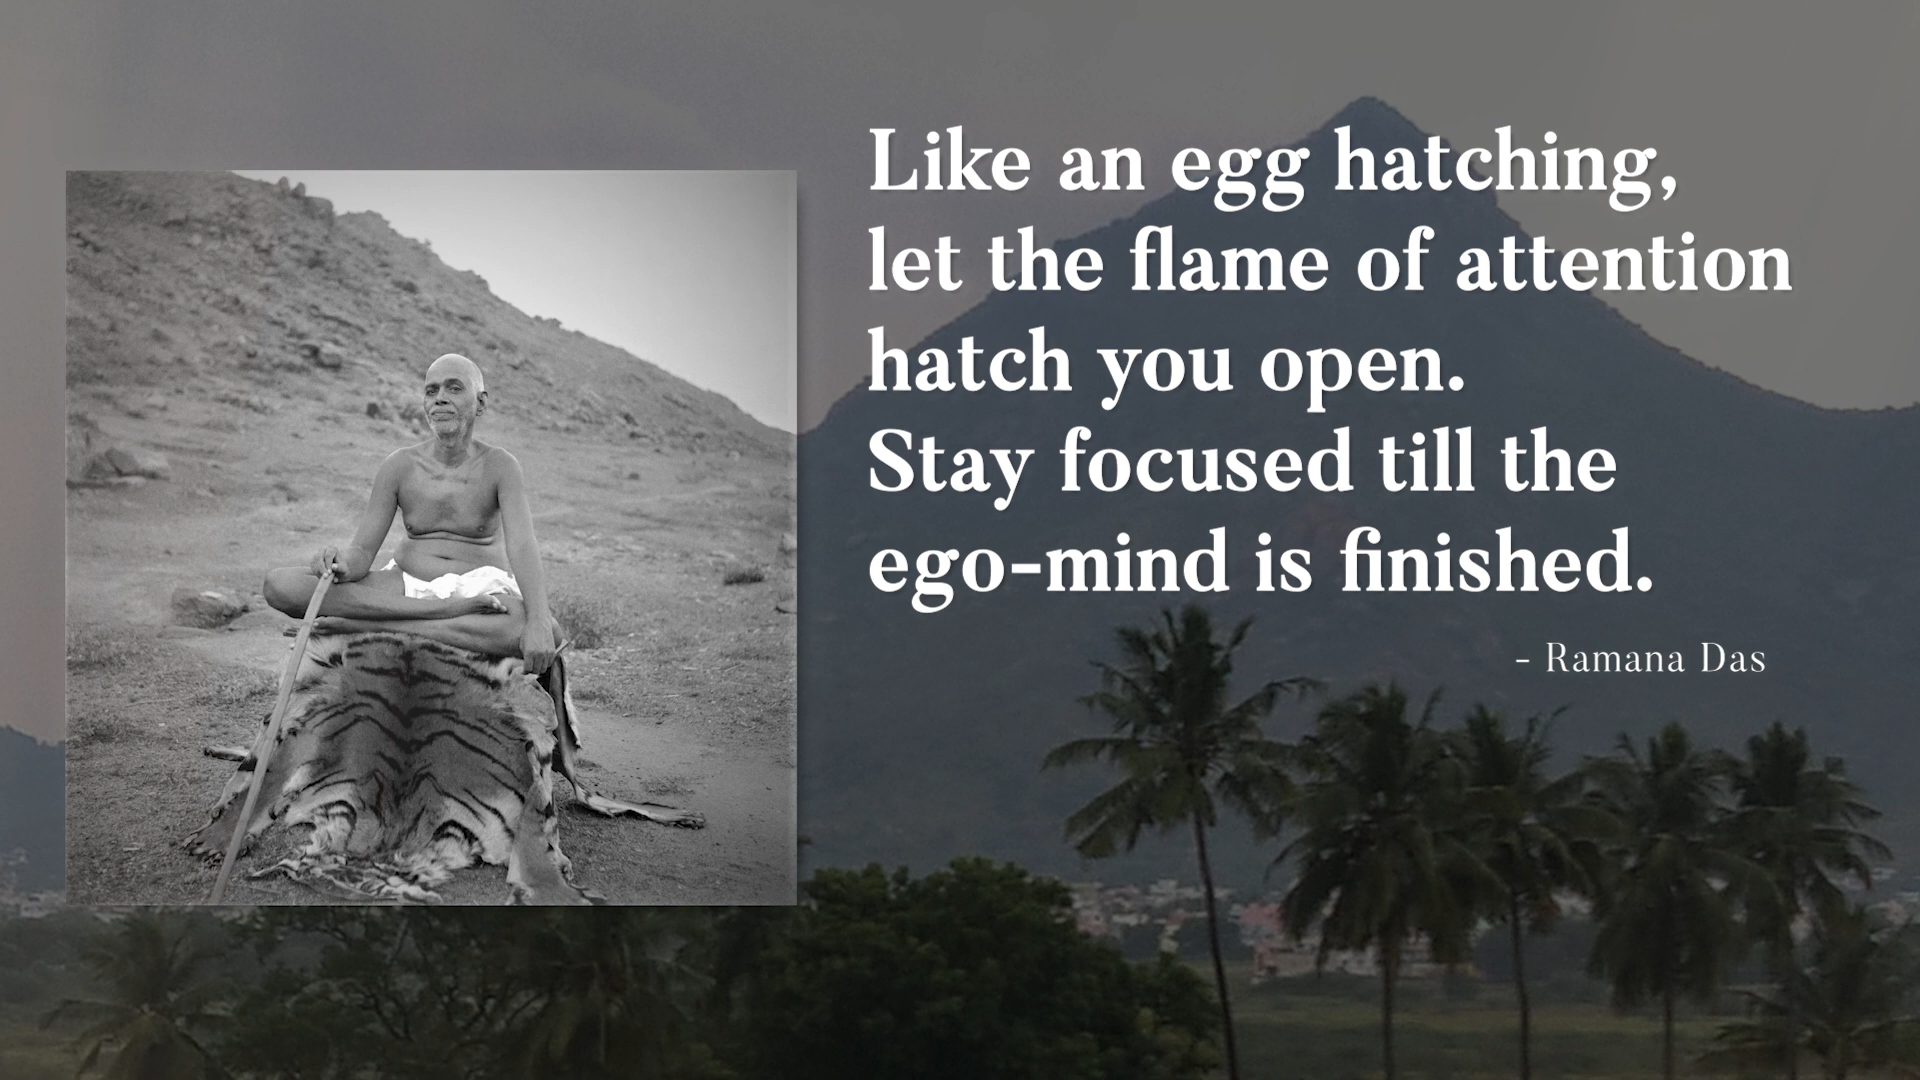 Like an egg hatching,
let the flame of attention
hatch you open.
Stay focused till the
ego-mind is finished.
- Ramana Das